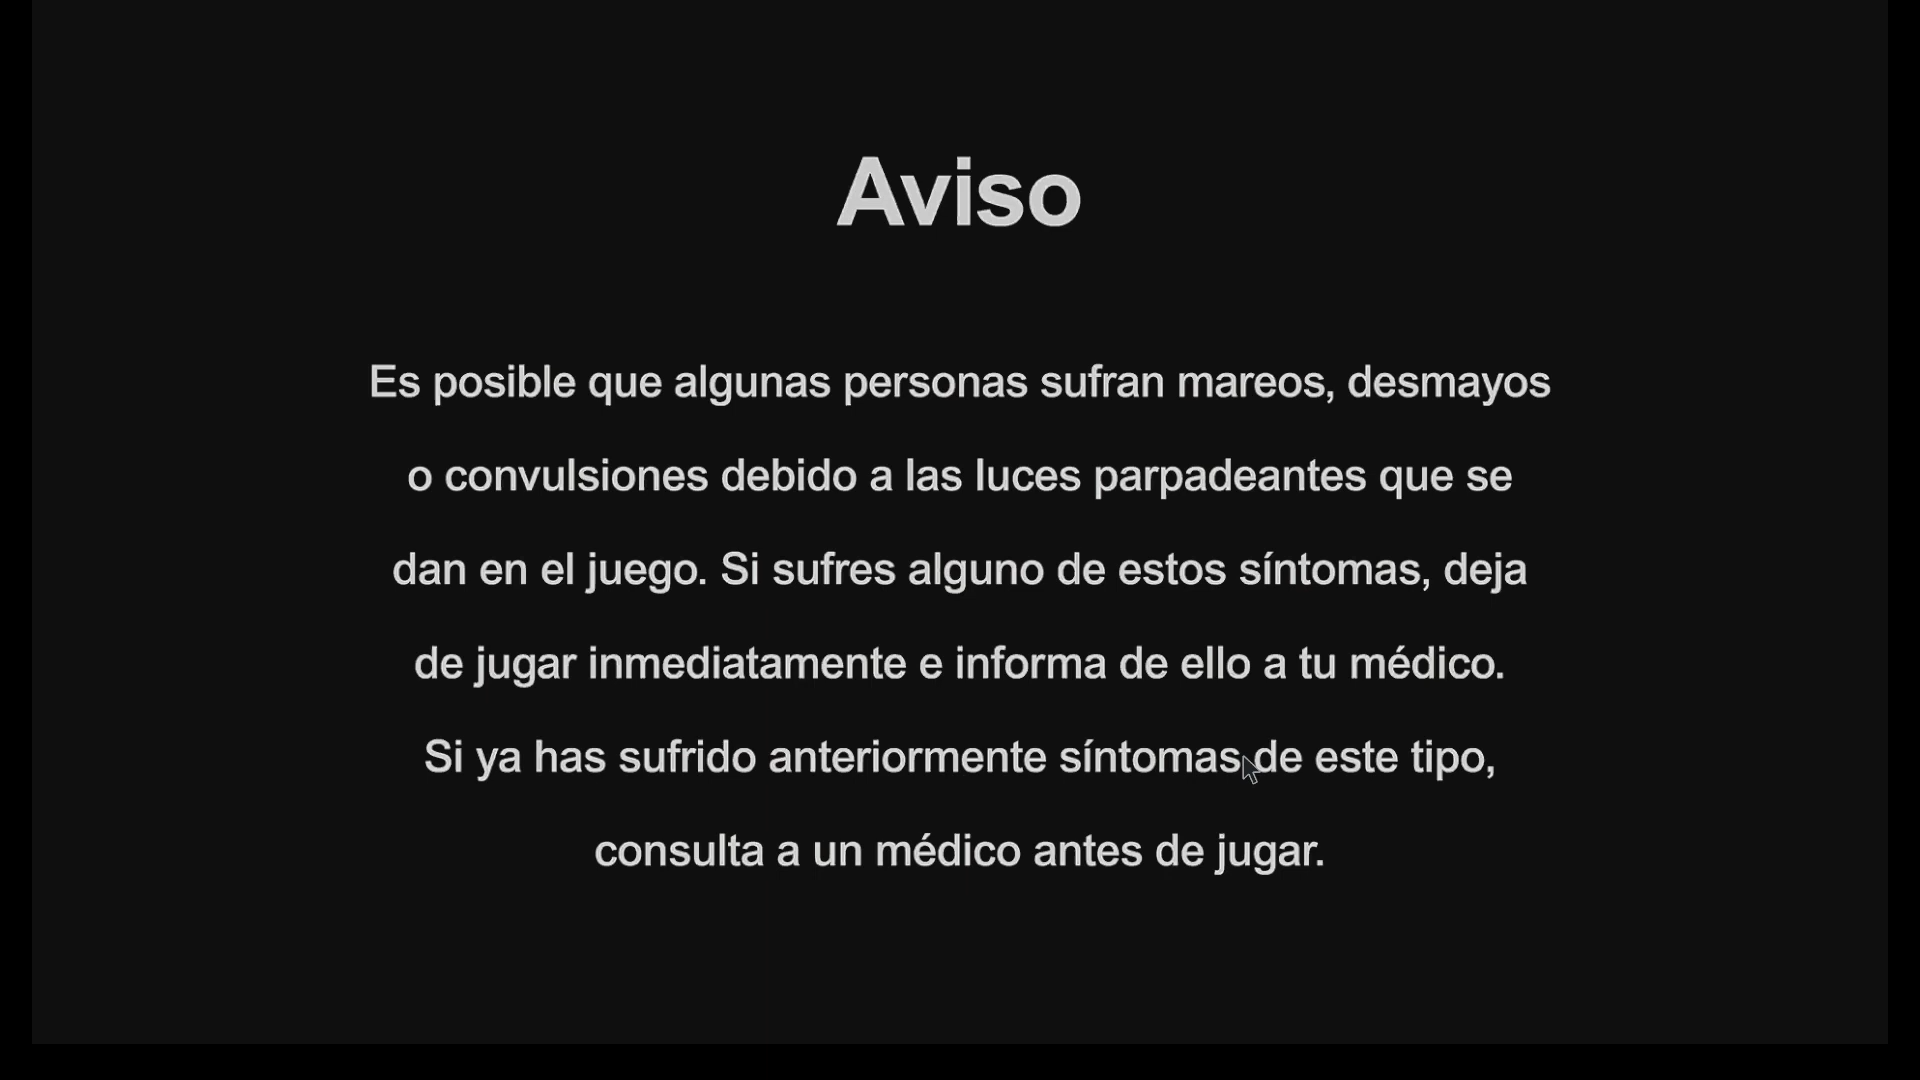 Aviso
Es posible que algunas personas sufran mareos, desmayos
o convulsiones debido a las luces parpadeantes que se
dan en el juego. Si sufres alguno de estos síntomas, deja
de jugar inmediatamente e informa de ello a tu médico.
Si ya has sufrido anteriormente síntomas de este tipo,
consulta a un médico antes de jugar.